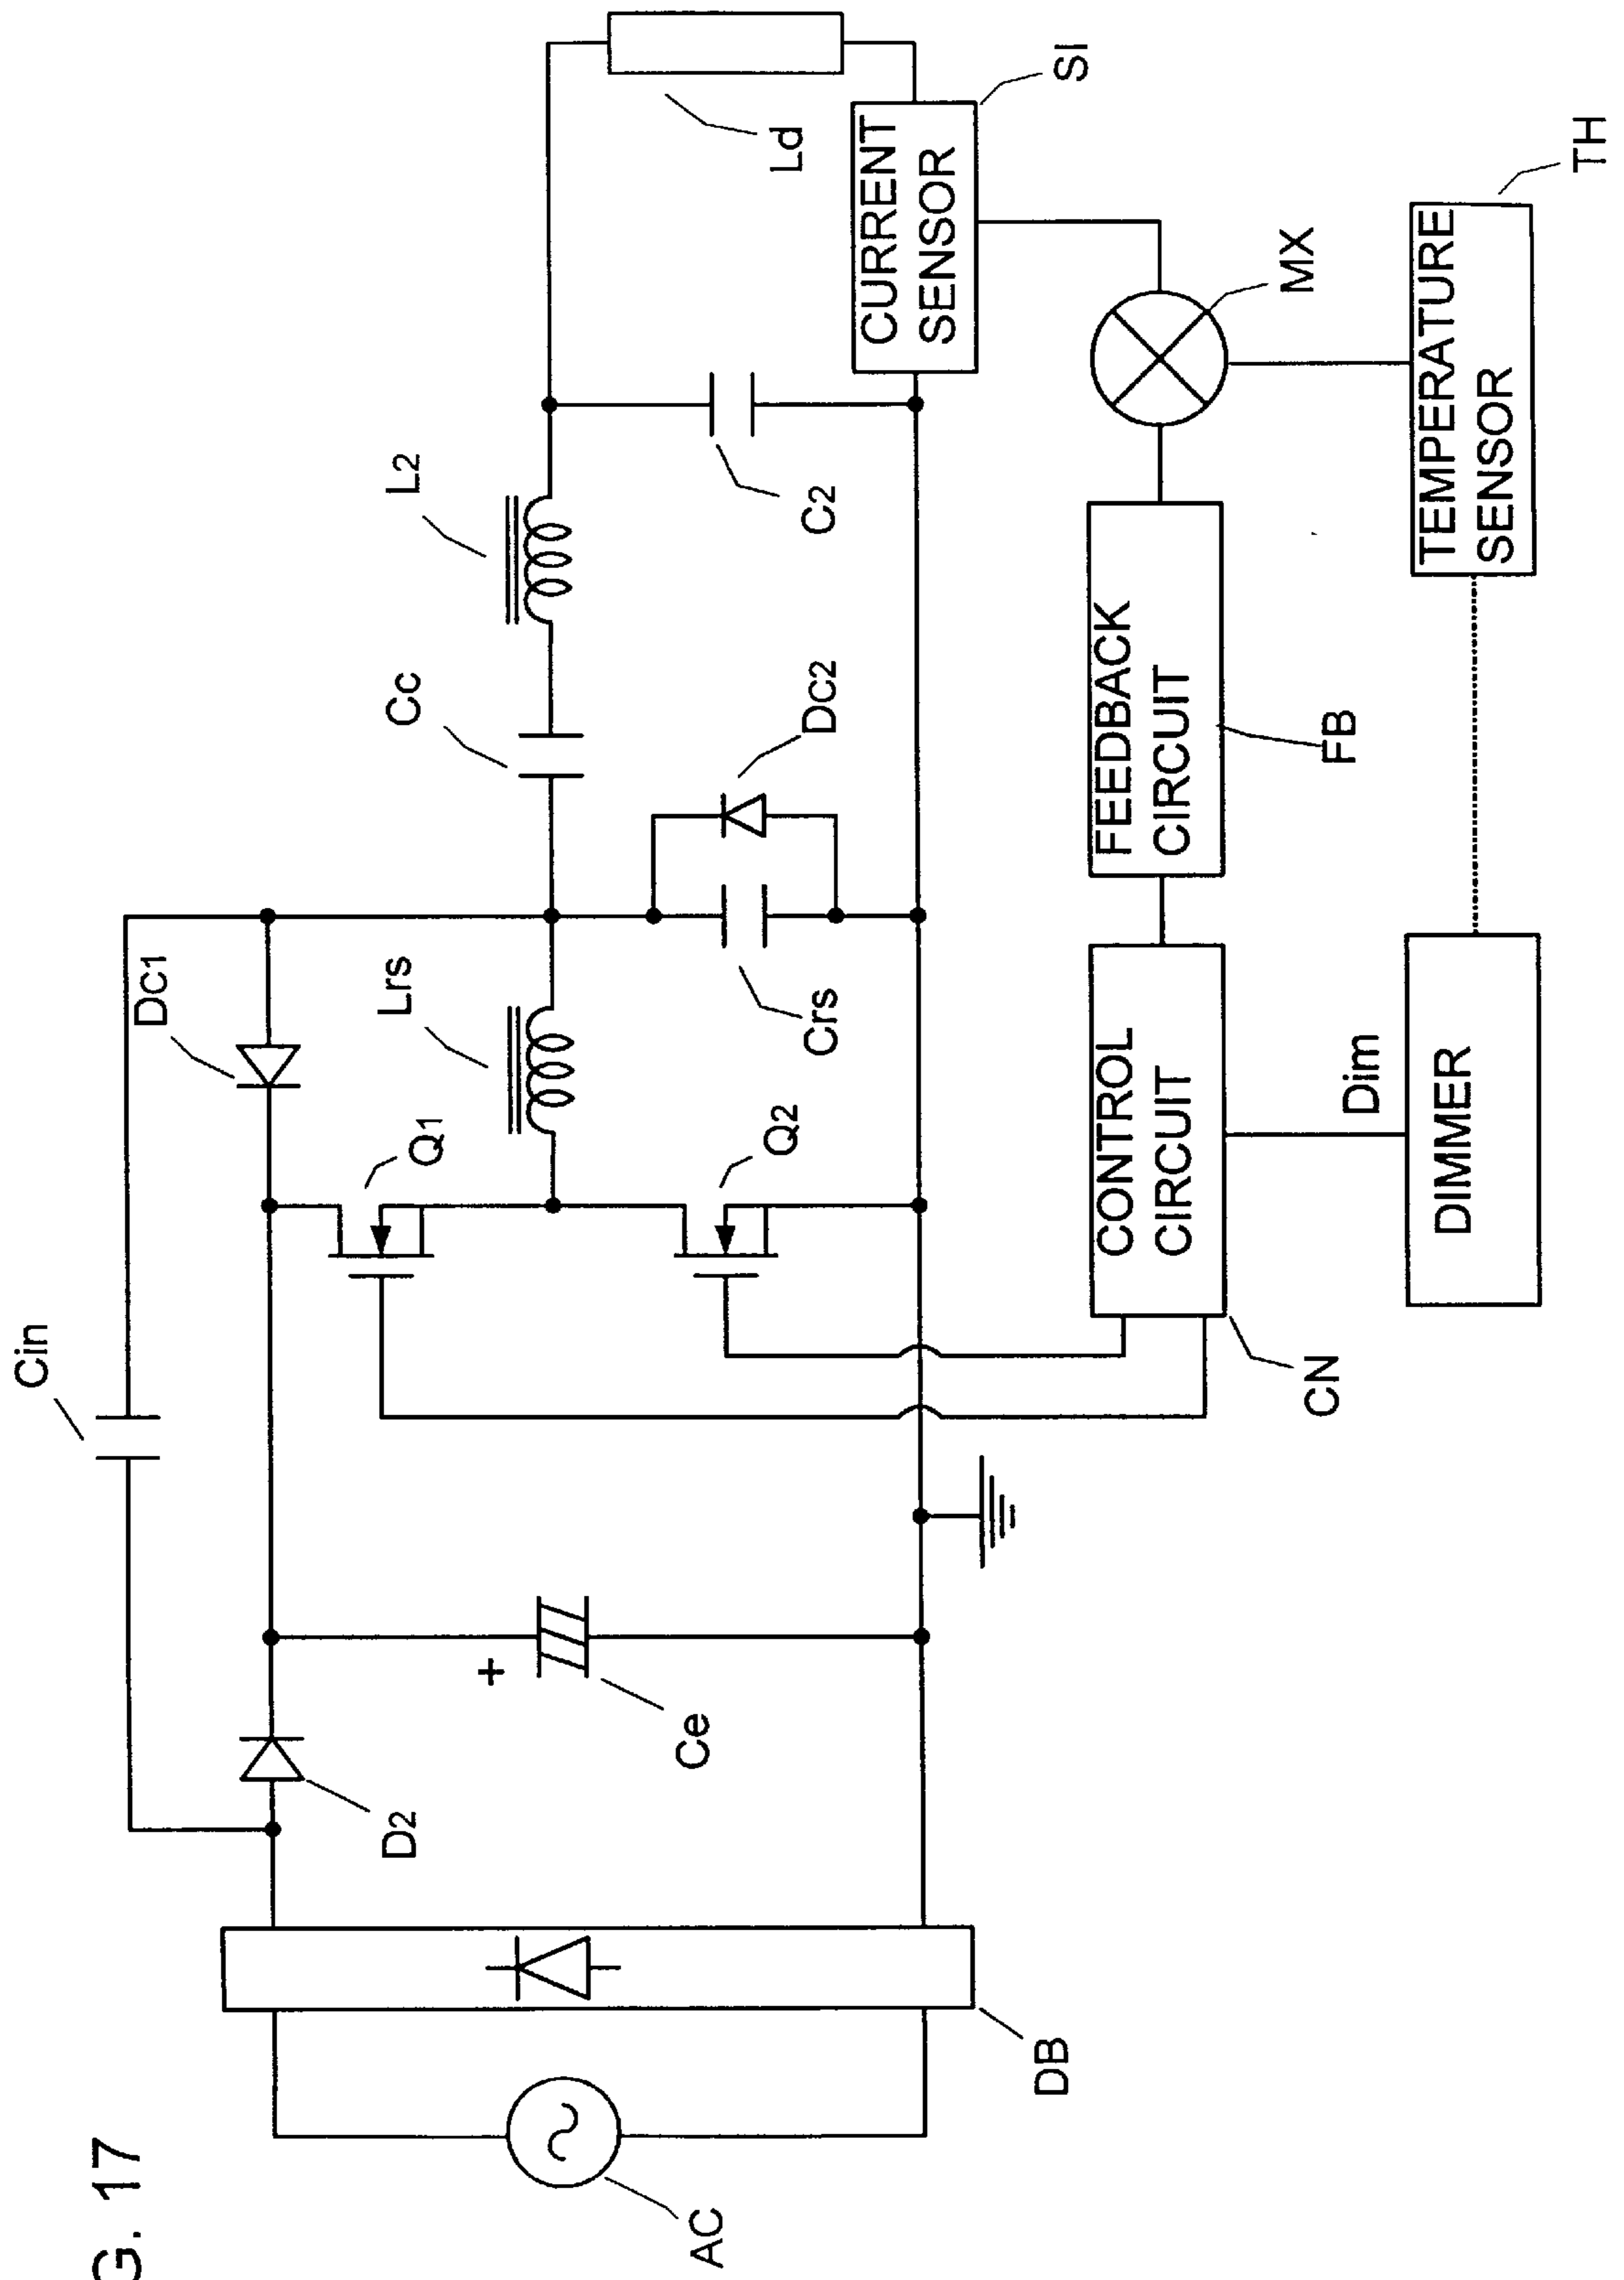 G. 17
Cin
DC1
D2
Ce
+
Q1
Lrs
Cc
L2
Q2
Crs
DC2
C2
Ld
AC
DB
CURRENT
SENSOR
SI
CONTROL
CIRCUIT
CN
FEEDBACK
CIRCUIT
FB
MX
Dim
DIMMER
TEMPERATURE
SENSOR
TH